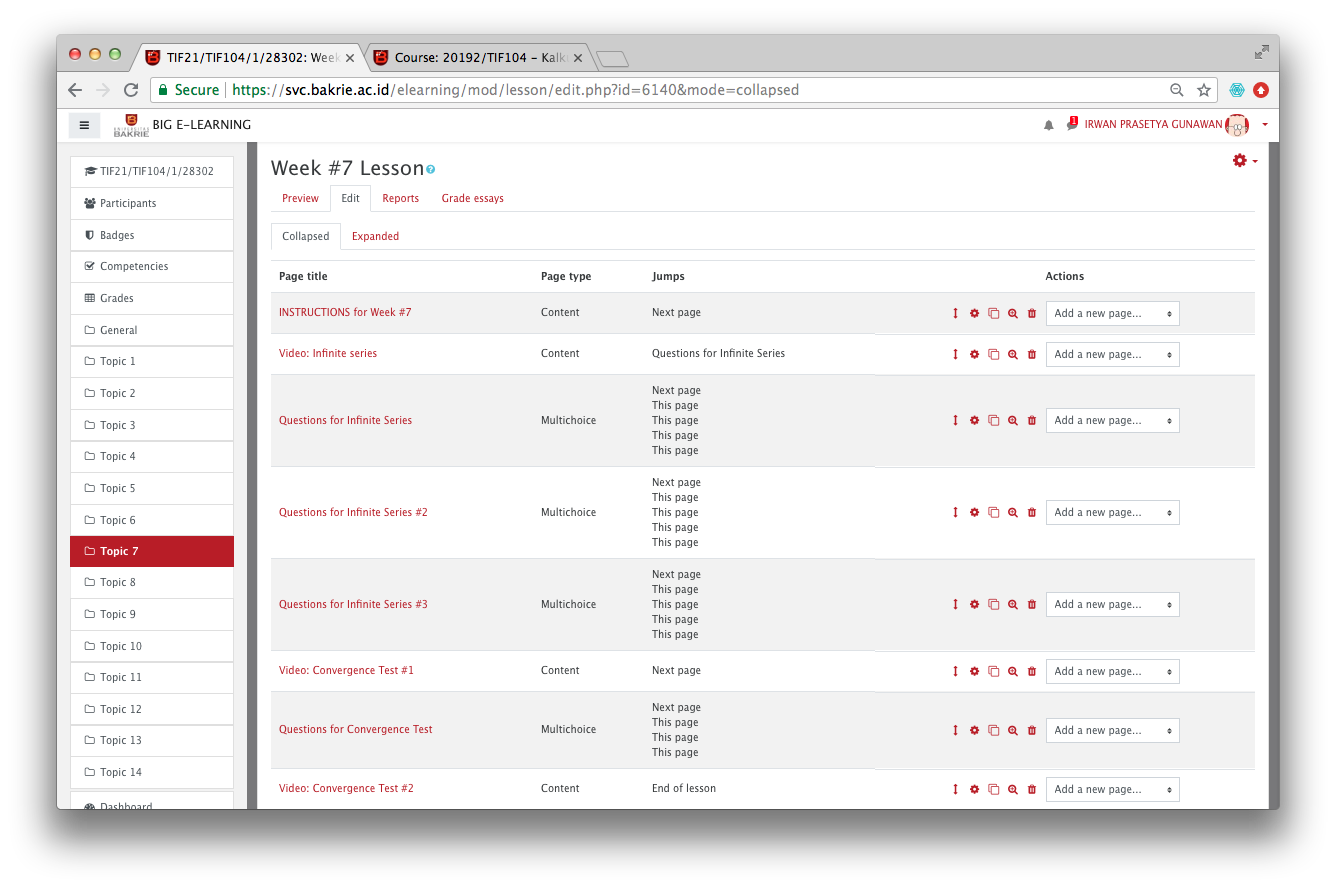 TIF21/TIF104/1/28302: Week
Course: 20192/TIF104 – Kalk
Secure https://svc.bakrie.ac.id/elearning/mod/lesson/edit.php?id=6140&mode=collapsed
UNIVERSITAS BAKRIE BIG E-LEARNING
1 IRWAN PRASETYA GUNAWAN
TIF21/TIF104/1/28302
Participants
Badges
Competencies
Grades
General
Topic 1
Topic 2
Topic 3
Topic 4
Topic 5
Topic 6
Topic 7
Topic 8
Topic 9
Topic 10
Topic 11
Topic 12
Topic 13
Topic 14
Dashboard
Week #7 Lesson
Preview Edit Reports Grade essays
Collapsed Expanded
Page title Page type Jumps Actions
INSTRUCTIONS for Week #7 Content Next page Add a new page...
Video: Infinite series Content Questions for Infinite Series Add a new page...
Next page
This page
Questions for Infinite Series Multichoice This page Add a new page...
This page
This page
Next page
This page
Questions for Infinite Series #2 Multichoice This page Add a new page...
This page
This page
Next page
This page
Questions for Infinite Series #3 Multichoice This page Add a new page...
This page
This page
Video: Convergence Test #1 Content Next page Add a new page...
Next page
This page
Questions for Convergence Test Multichoice Add a new page...
This page
This page
Video: Convergence Test #2 Content End of lesson Add a new page...